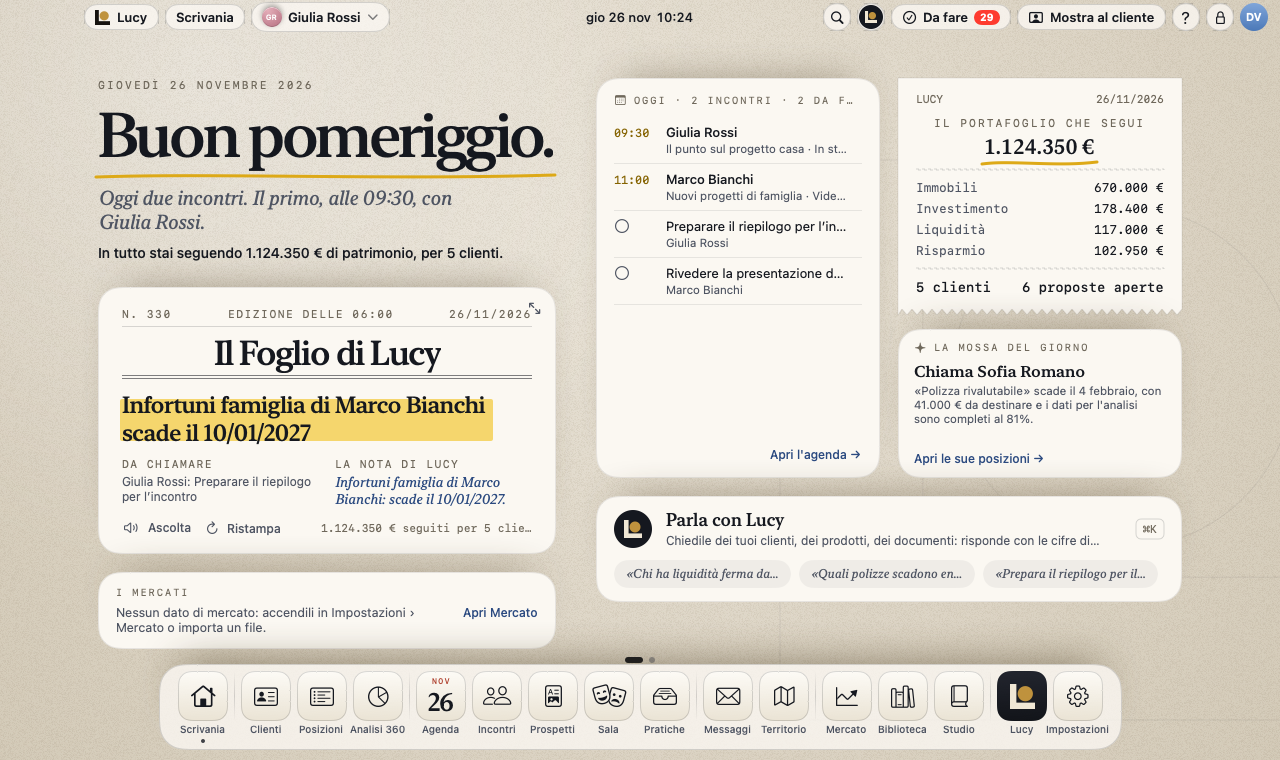 Lucy
Scrivania
GR
Giulia Rossi
gio 26 nov 10:24
Da fare 29
Mostra al cliente
?
DV
GIOVEDÌ 26 NOVEMBRE 2026
Buon pomeriggio.
Oggi due incontri. Il primo, alle 09:30, con
Giulia Rossi.
In tutto stai seguendo 1.124.350 € di patrimonio, per 5 clienti.
N. 330 EDIZIONE DELLE 06:00 26/11/2026
Il Foglio di Lucy
Infortuni famiglia di Marco Bianchi
scade il 10/01/2027
DA CHIAMARE
Giulia Rossi: Preparare il riepilogo
per l'incontro
LA NOTA DI LUCY
Infortuni famiglia di Marco
Bianchi: scade il 10/01/2027.
Ascolta
Ristampa
1.124.350 € seguiti per 5 clie…
I MERCATI
Nessun dato di mercato: accendili in Impostazioni ›
Mercato o importa un file.
Apri Mercato
OGGI · 2 INCONTRI · 2 DA F…
09:30 Giulia Rossi
Il punto sul progetto casa · In st…
11:00 Marco Bianchi
Nuovi progetti di famiglia · Vide…
Preparare il riepilogo per l'in…
Giulia Rossi
Rivedere la presentazione d…
Marco Bianchi
Apri l'agenda →
LUCY 26/11/2026
IL PORTAFOGLIO CHE SEGUI
1.124.350 €
Immobili 670.000 €
Investimento 178.400 €
Liquidità 117.000 €
Risparmio 102.950 €
5 clienti 6 proposte aperte
LA MOSSA DEL GIORNO
Chiama Sofia Romano
«Polizza rivalutabile» scade il 4 febbraio, con
41.000 € da destinare e i dati per l'analisi
sono completi al 81%.
Apri le sue posizioni →
Parla con Lucy
Chiedile dei tuoi clienti, dei prodotti, dei documenti: risponde con le cifre di…
⌘K
«Chi ha liquidità ferma da…
«Quali polizze scadono en…
«Prepara il riepilogo per il…
NOV
26
Scrivania
Clienti
Posizioni
Analisi 360
Agenda
Incontri
Prospetti
Sala
Pratiche
Messaggi
Territorio
Mercato
Biblioteca
Studio
Lucy
Impostazioni